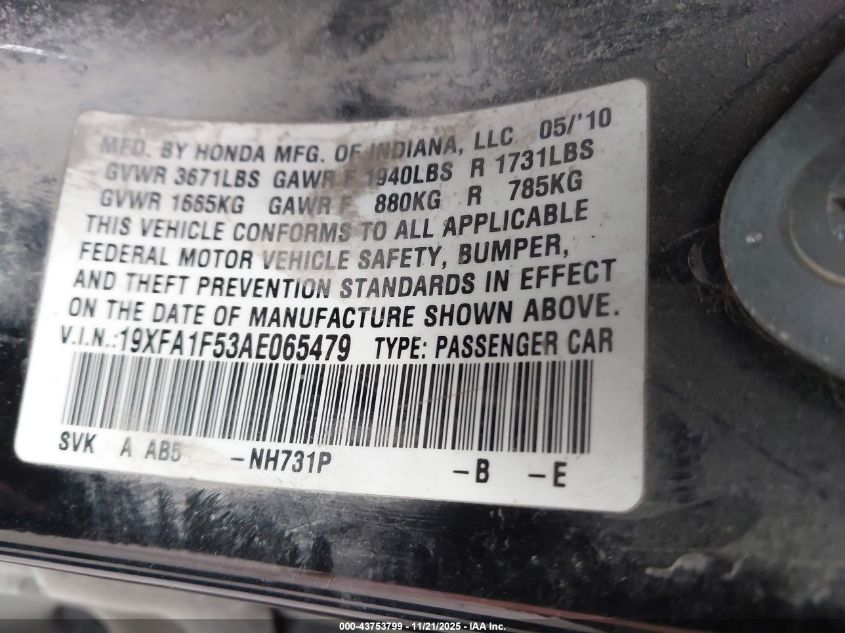 MFD. BY HONDA MFG. OF INDIANA, LLC 05/'10
GVWR 3671LBS GAWR F 1940LBS R 1731LBS
GVWR 1665KG GAWR F 880KG R 785KG
THIS VEHICLE CONFORMS TO ALL APPLICABLE
FEDERAL MOTOR VEHICLE SAFETY, BUMPER,
AND THEFT PREVENTION STANDARDS IN EFFECT
ON THE DATE OF MANUFACTURE SHOWN ABOVE.
V.I.N.:19XFA1F53AE065479 TYPE: PASSENGER CAR
SVK A AB5 -NH731P -B -E
000-43753799 - 11/21/2025 - IAA Inc.